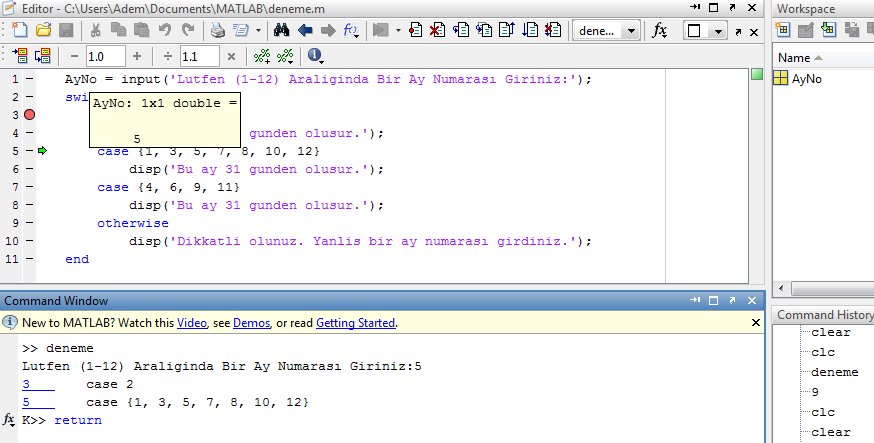 Editor - C:\Users\Adem\Documents\MATLAB\deneme.m
Workspace
dene...
fx
1.0
1.1
Name
AyNo
1 AyNo = input('Lutfen (1-12) Araliginda Bir Ay Numarası Giriniz:');
2 swi
AyNo: 1x1 double =
5
3
4 gunden olusur.');
5 case {1, 3, 5, 7, 8, 10, 12}
6 disp('Bu ay 31 gunden olusur.');
7 case {4, 6, 9, 11}
8 disp('Bu ay 31 gunden olusur.');
9 otherwise
10 disp('Dikkatli olunuz. Yanlis bir ay numarası girdiniz.');
11 end
Command Window
New to MATLAB? Watch this Video, see Demos, or read Getting Started.
>> deneme
Lutfen (1-12) Araliginda Bir Ay Numarası Giriniz:5
3 case 2
5 case {1, 3, 5, 7, 8, 10, 12}
fx K>> return
Command History
clear
clc
deneme
9
clc
clear